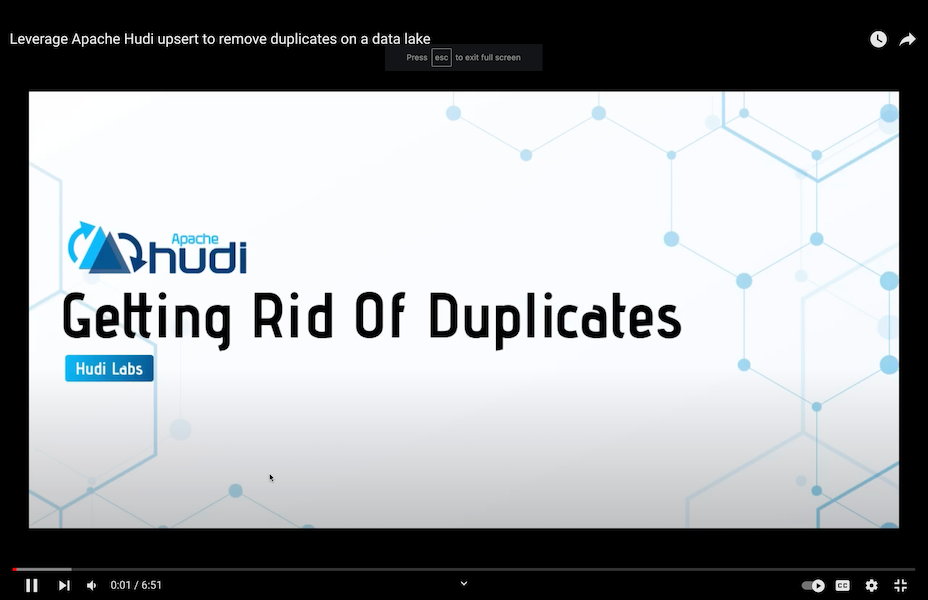 Leverage Apache Hudi upsert to remove duplicates on a data lake
Press esc to exit full screen
Apache
hudi
Getting Rid Of Duplicates
Hudi Labs
0:01 / 6:51
CC